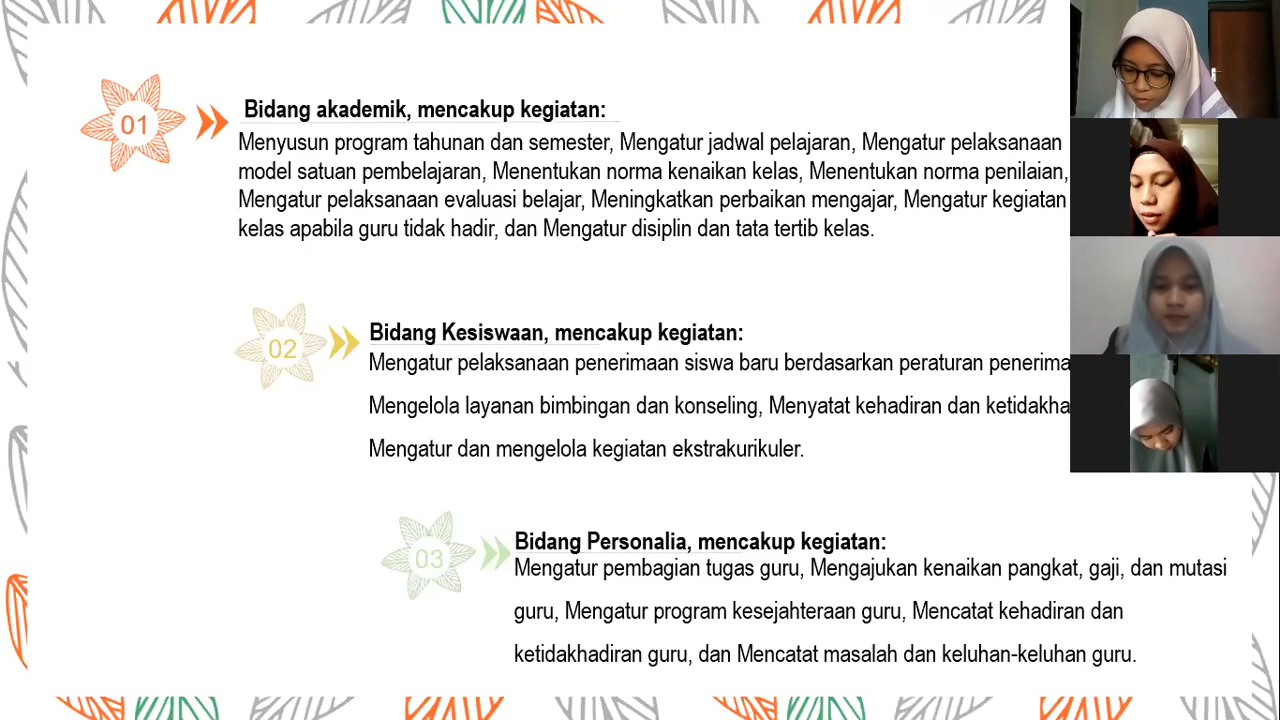 01
Bidang akademik, mencakup kegiatan:
Menyusun program tahunan dan semester, Mengatur jadwal pelajaran, Mengatur pelaksanaan
model satuan pembelajaran, Menentukan norma kenaikan kelas, Menentukan norma penilaian,
Mengatur pelaksanaan evaluasi belajar, Meningkatkan perbaikan mengajar, Mengatur kegiatan
kelas apabila guru tidak hadir, dan Mengatur disiplin dan tata tertib kelas.
02
Bidang Kesiswaan, mencakup kegiatan:
Mengatur pelaksanaan penerimaan siswa baru berdasarkan peraturan
Mengelola layanan bimbingan dan konseling, Menyatat kehadiran dan
Mengatur dan mengelola kegiatan ekstrakurikuler.
03
Bidang Personalia, mencakup kegiatan:
Mengatur pembagian tugas guru, Mengajukan kenaikan pangkat, gaji, dan mutasi
guru, Mengatur program kesejahteraan guru, Mencatat kehadiran dan
ketidakhadiran guru, dan Mencatat masalah dan keluhan-keluhan guru.